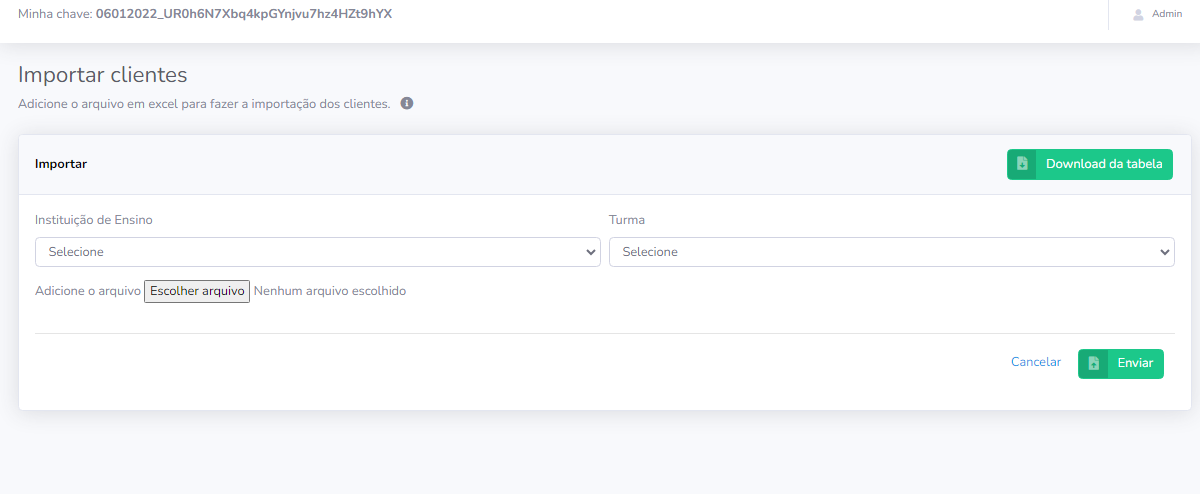 Minha chave: 06012022_UR0h6N7Xbq4kpGYnjvu7hz4HZt9hYX
Admin
Importar clientes
Adicione o arquivo em excel para fazer a importação dos clientes.
Importar
Download da tabela
Instituição de Ensino
Turma
Selecione
Selecione
Adicione o arquivo Escolher arquivo Nenhum arquivo escolhido
Cancelar
Enviar